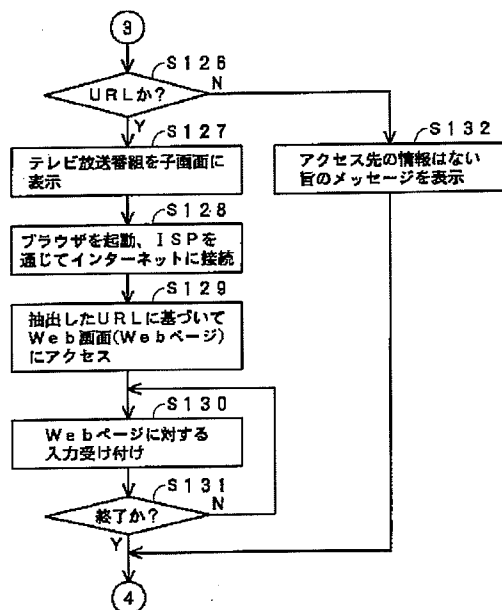 3
S126
URLか?
N
Y
S127
テレビ放送番組を子画面に
表示
S132
アクセス先の情報はない
旨のメッセージを表示
S128
ブラウザを起動、ISPを
通じてインターネットに接続
S129
抽出したURLに基づいて
Web画面(Webページ)
にアクセス
S130
Webページに対する
入力受け付け
S131
終了か?
N
Y
4